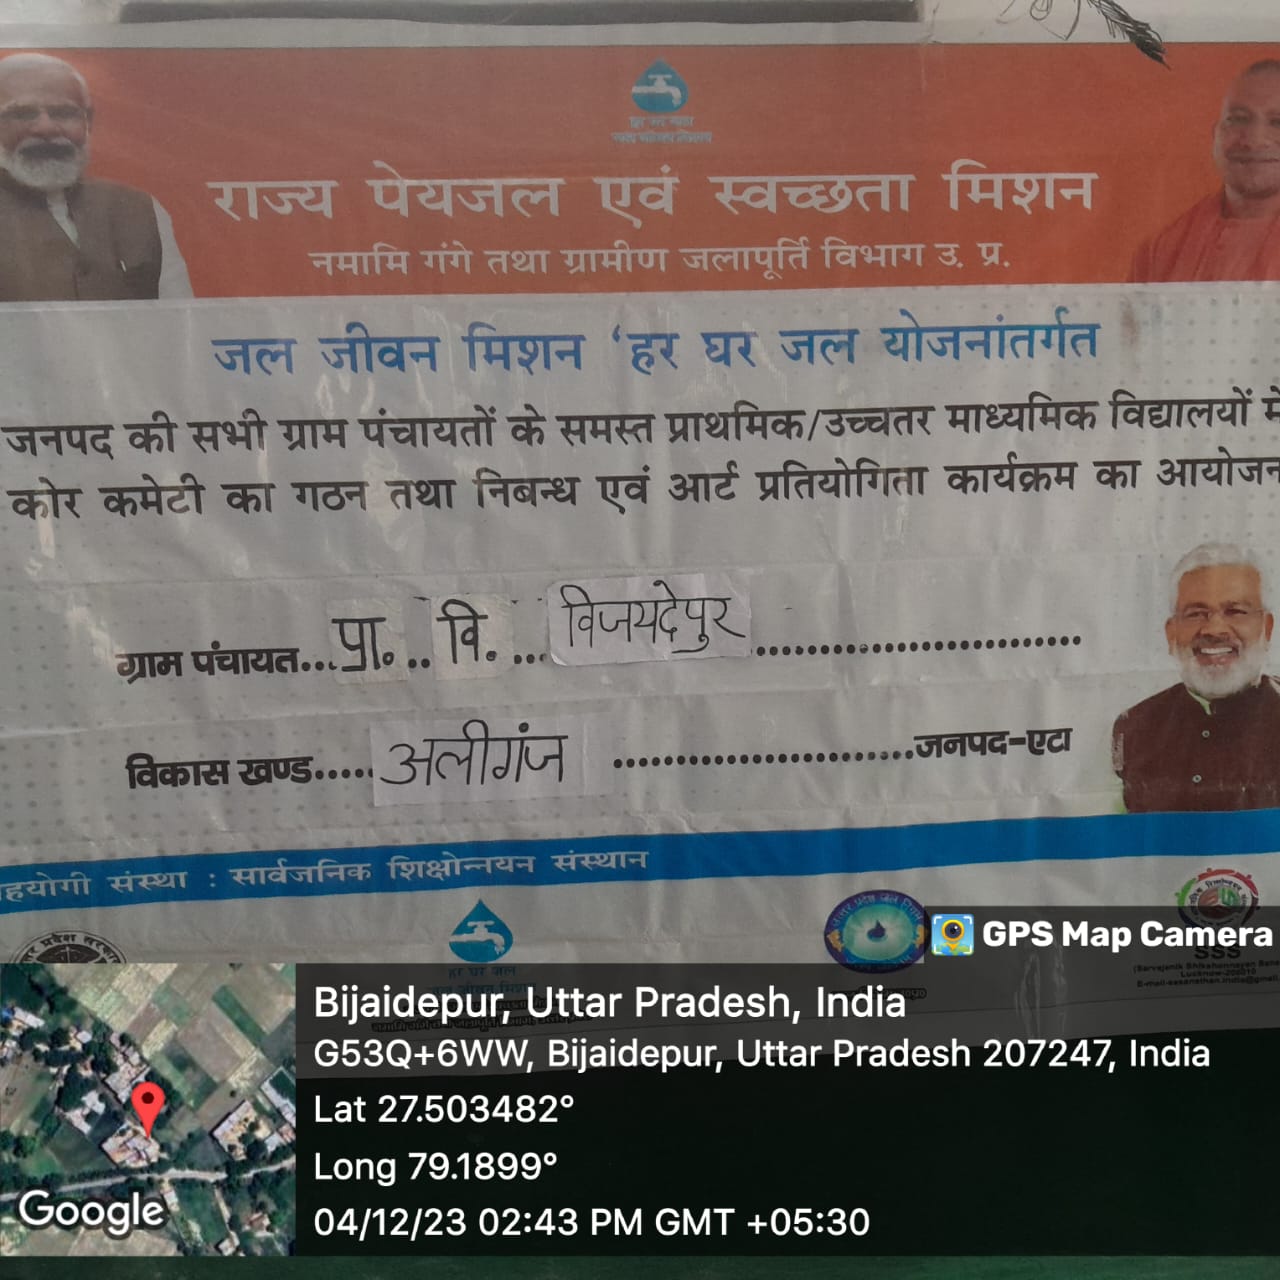 राज्य पेयजल एवं स्वच्छता मिशन
नमामि गंगे तथा ग्रामीण जलापूर्ति विभाग उ. प्र.
जल जीवन मिशन ‘हर घर जल योजनांतर्गत
जनपद की सभी ग्राम पंचायतों के समस्त प्राथमिक/उच्चतर माध्यमिक विद्यालयों में
कोर कमेटी का गठन तथा निबन्ध एवं आर्ट प्रतियोगिता कार्यक्रम का आयोजन
ग्राम पंचायत...प्रा. .. वि. ... विजयदेपुर ..............................
विकास खण्ड..... अलीगंज ............................जनपद-एटा
हयोगी संस्था : सार्वजनिक शिक्षोन्नयन संस्थान
GPS Map Camera
SSS
हर घर जल
Bijaidepur, Uttar Pradesh, India
G53Q+6WW, Bijaidepur, Uttar Pradesh 207247, India
Lat 27.503482°
Long 79.1899°
04/12/23 02:43 PM GMT +05:30
Google